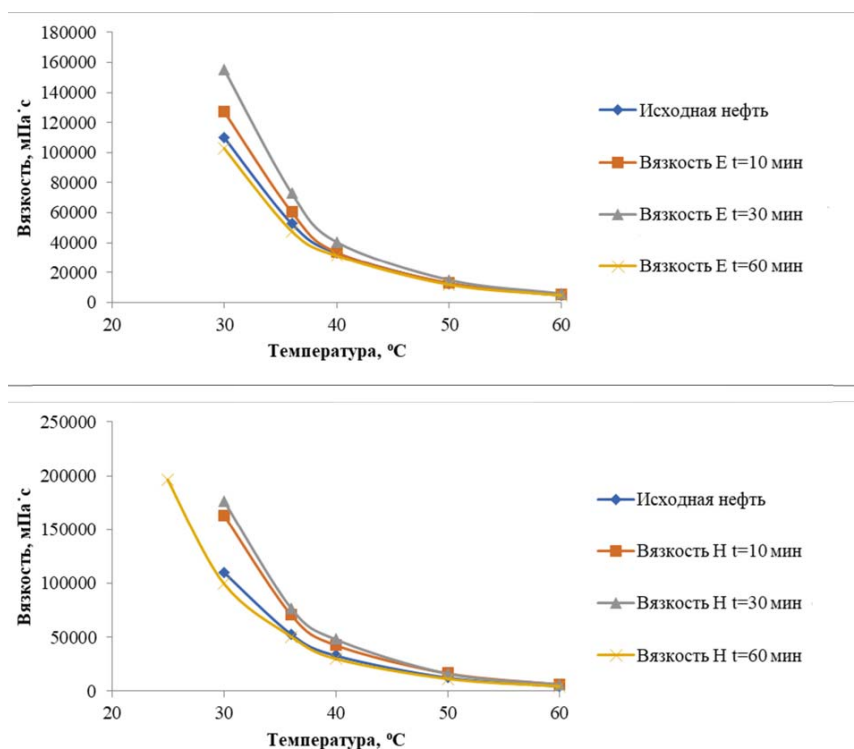 180000
160000
140000
120000
100000
80000
60000
40000
20000
0
Вязкость, мПа˙с
20 30 40 50 60
Температура, ⁰С
Исходная нефть
Вязкость Е t=10 мин
Вязкость Е t=30 мин
Вязкость Е t=60 мин
250000
200000
150000
100000
50000
0
Вязкость, мПа˙с
20 30 40 50 60
Температура, ⁰С
Исходная нефть
Вязкость Н t=10 мин
Вязкость Н t=30 мин
Вязкость Н t=60 мин